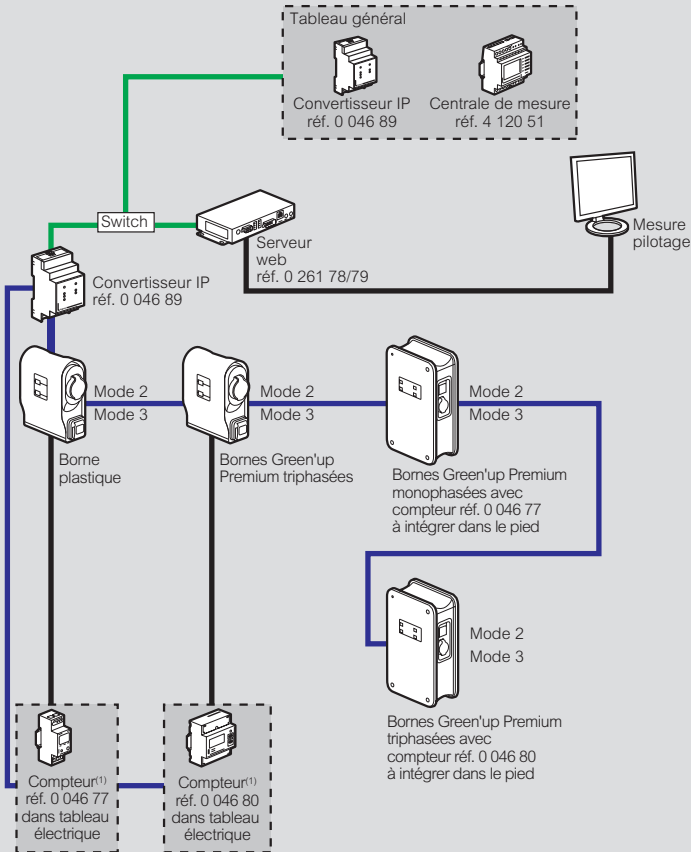 Tableau général
Convertisseur IP
réf. 0 046 89
Centrale de mesure
réf. 4 120 51
Switch
Serveur
web
réf. 0 261 78/79
Mesure
pilotage
Convertisseur IP
réf. 0 046 89
Mode 2
Mode 3
Mode 2
Mode 3
Mode 2
Mode 3
Borne
plastique
Bornes Green'up
Premium triphasées
Bornes Green'up Premium
monophasées avec
compteur réf. 0 046 77
à intégrer dans le pied
Mode 2
Mode 3
Bornes Green'up Premium
triphasées avec
compteur réf. 0 046 80
à intégrer dans le pied
Compteur(1)
réf. 0 046 77
dans tableau
électrique
Compteur(1)
réf. 0 046 80
dans tableau
électrique